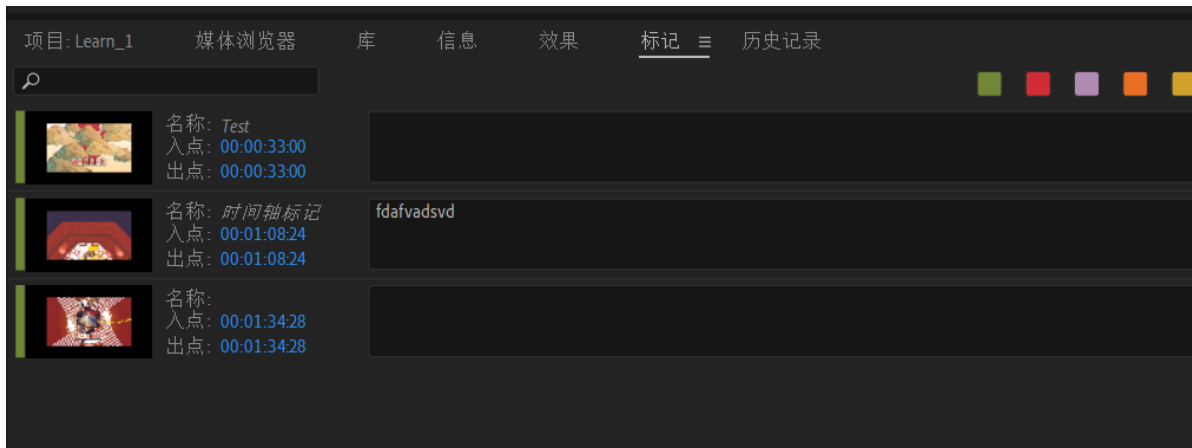 项目: Learn_1 媒体浏览器 库 信息 效果 标记 历史记录
名称: Test
入点: 00:00:33:00
出点: 00:00:33:00
名称: 时间轴标记
入点: 00:01:08:24
出点: 00:01:08:24
fdafvadsvd
名称:
入点: 00:01:34:28
出点: 00:01:34:28